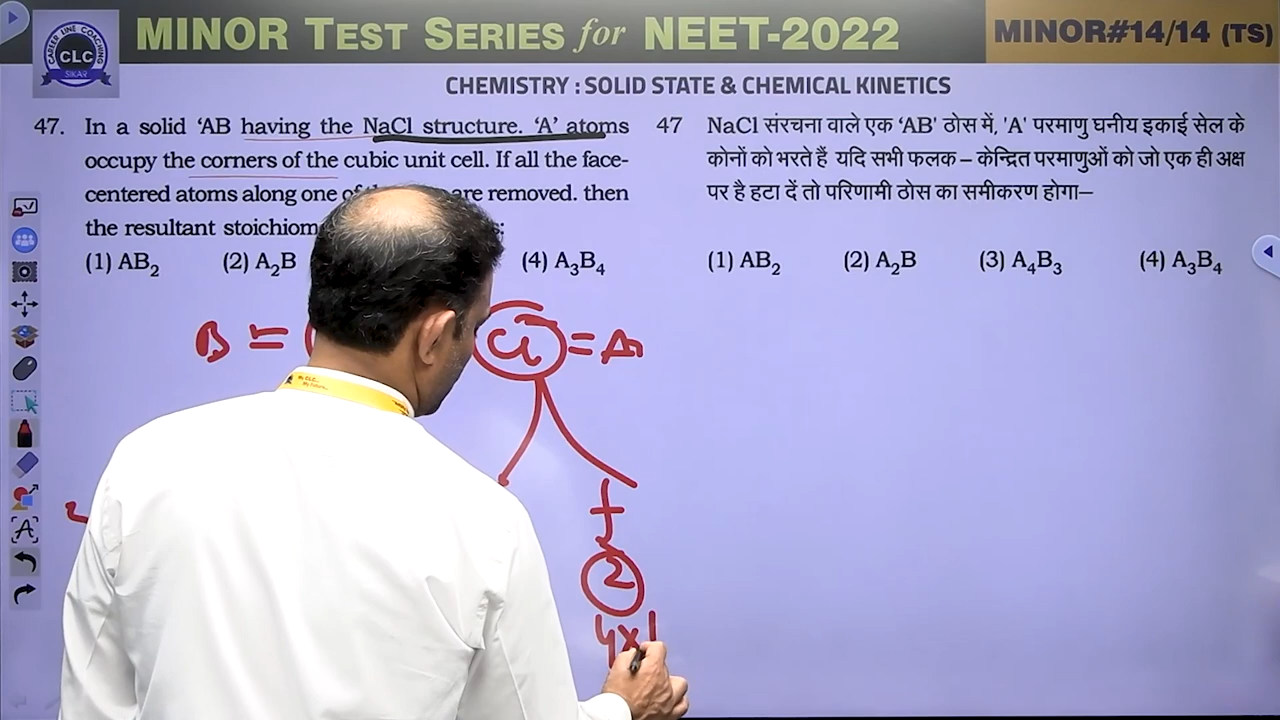 MINOR TEST SERIES for NEET-2022
MINOR#14/14 (TS)
CAREER LINE COACHING
CLC
SIKAR
CHEMISTRY : SOLID STATE & CHEMICAL KINETICS
47. In a solid ‘AB having the NaCl structure. ‘A’ atoms
occupy the corners of the cubic unit cell. If all the face-
centered atoms along one of are removed. then
the resultant stoichiom
(1) AB₂ (2) A₂B (4) A₃B₄
47 NaCl संरचना वाले एक ‘AB' ठोस में, 'A' परमाणु घनीय इकाई सेल के
कोनों को भरते हैं यदि सभी फलक – केन्द्रित परमाणुओं को जो एक ही अक्ष
पर है हटा दें तो परिणामी ठोस का समीकरण होगा–
(1) AB₂ (2) A₂B (3) A₄B₃ (4) A₃B₄
B =
= A
2
4×1